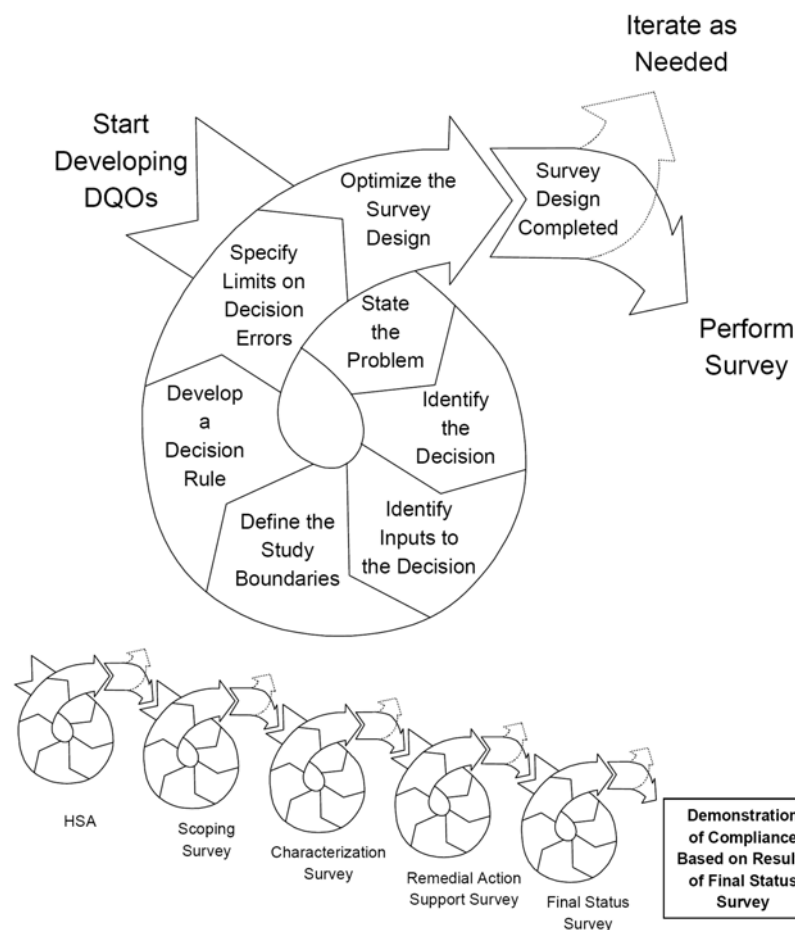 Iterate as
Needed
Start
Developing
DQOs
Optimize the
Survey
Design
Survey
Design
Completed
Specify
Limits on
Decision
Errors
State
the
Problem
Perform
Survey
Develop
a
Decision
Rule
Identify
the
Decision
Define the
Study
Boundaries
Identify
Inputs to
the Decision
HSA
Scoping
Survey
Characterization
Survey
Remedial Action
Support Survey
Final Status
Survey
Demonstration
of Compliance
Based on Result
of Final Status
Survey